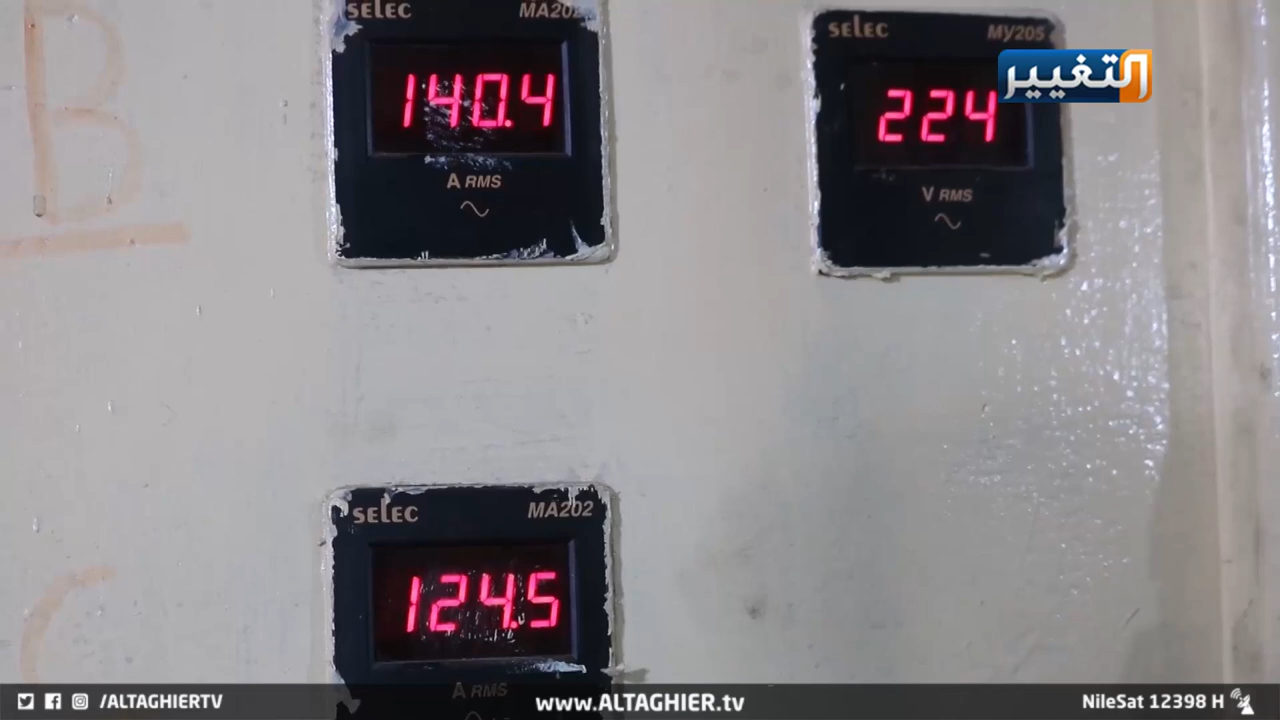 B
SELEC MA202
140.4
A RMS
SELEC MV205
224
V RMS
التغيير
SELEC MA202
124.5
A RMS
C
/ALTAGHIERTV
www.ALTAGHIER.tv
NileSat 12398 H